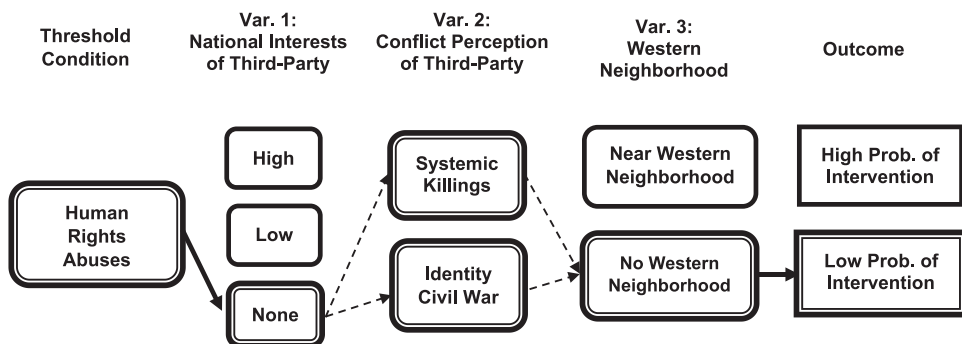 Threshold
Condition
Var. 1:
National Interests
of Third-Party
Var. 2:
Conflict Perception
of Third-Party
Var. 3:
Western
Neighborhood
Outcome
Human
Rights
Abuses
High
Low
None
Systemic
Killings
Identity
Civil War
Near Western
Neighborhood
No Western
Neighborhood
High Prob. of
Intervention
Low Prob. of
Intervention